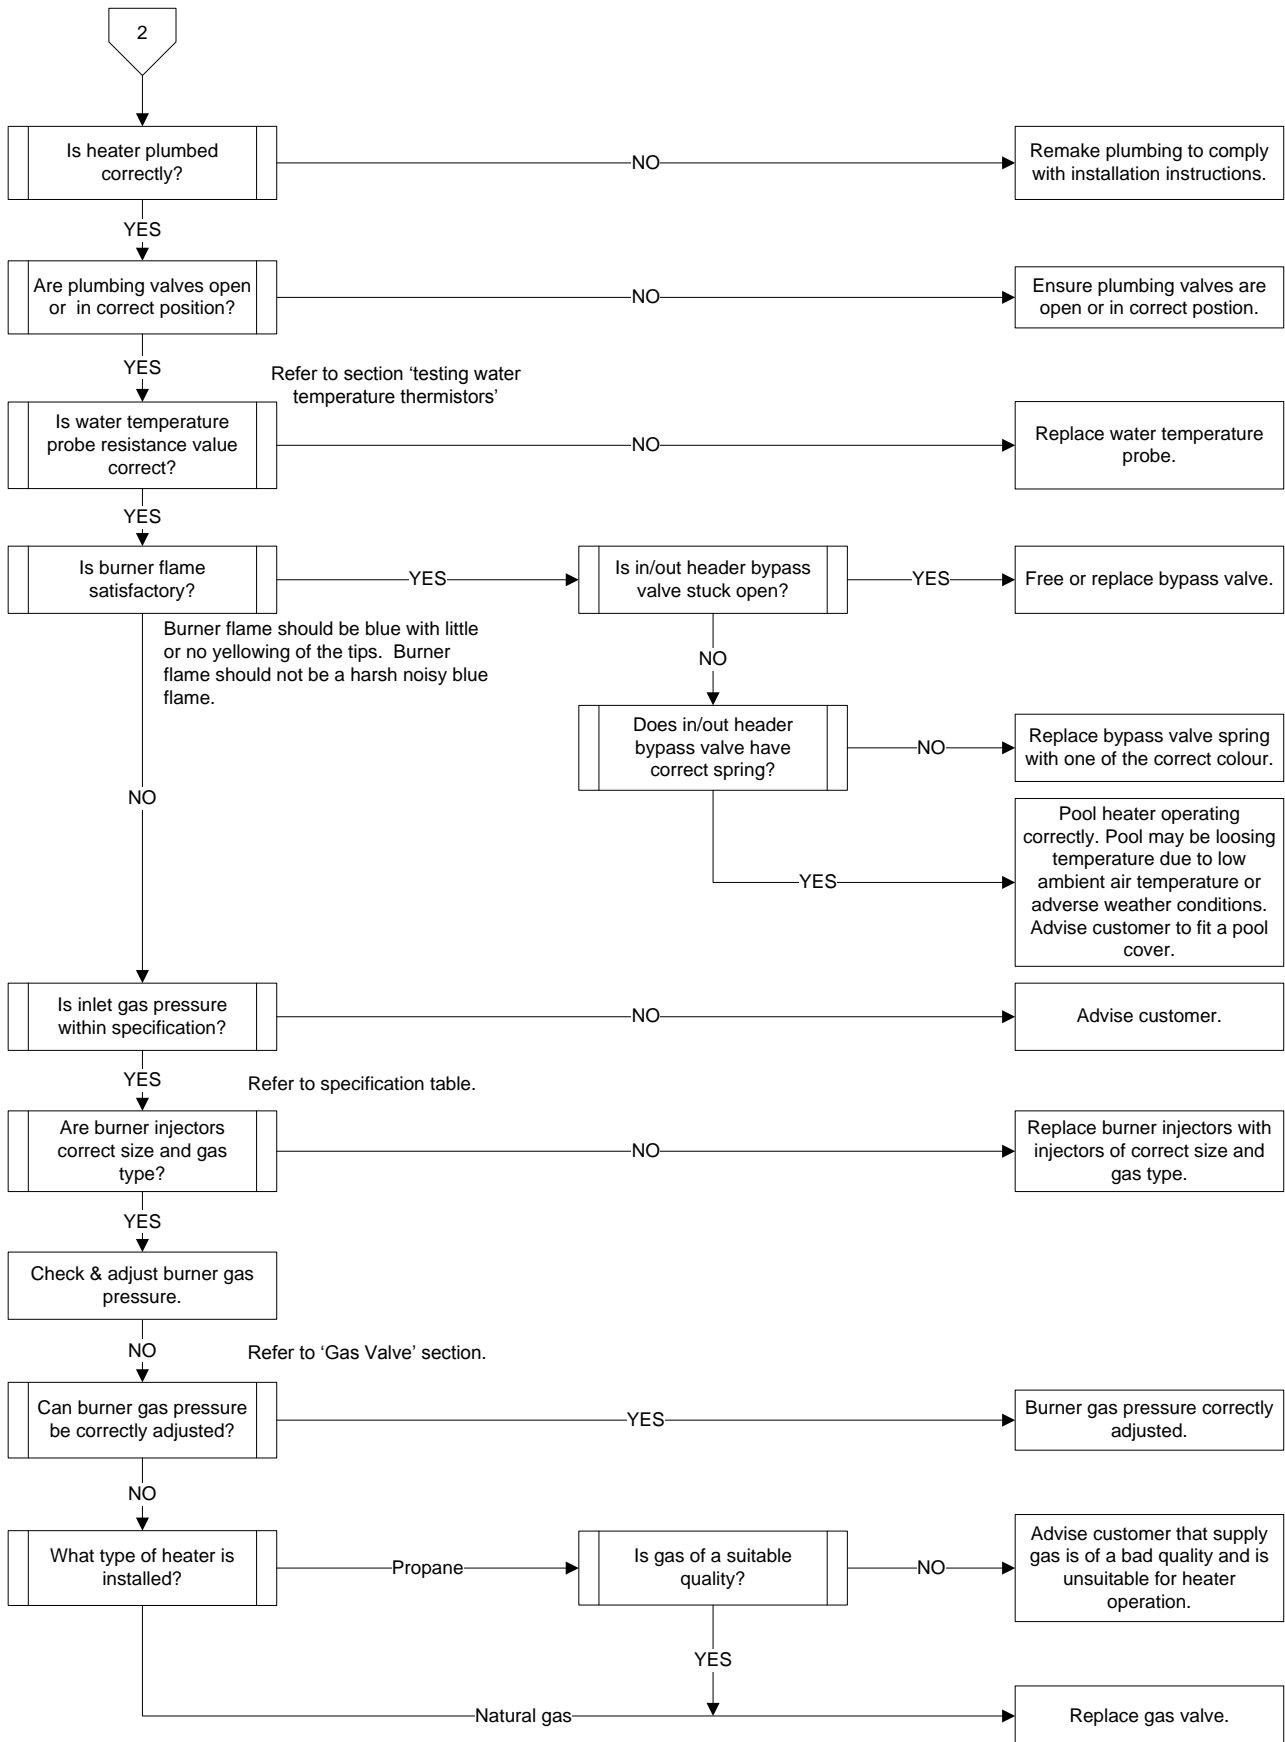 2
Is heater plumbed
correctly?
NO
Remake plumbing to comply
with installation instructions.
YES
Are plumbing valves open
or in correct position?
NO
Ensure plumbing valves are
open or in correct postion.
YES
Refer to section ‘testing water
temperature thermistors’
Is water temperature
probe resistance value
correct?
NO
Replace water temperature
probe.
YES
Is burner flame
satisfactory?
YES
Is in/out header bypass
valve stuck open?
YES
Free or replace bypass valve.
Burner flame should be blue with little
or no yellowing of the tips. Burner
flame should not be a harsh noisy blue
flame.
NO
Does in/out header
bypass valve have
correct spring?
NO
Replace bypass valve spring
with one of the correct colour.
NO
YES
Pool heater operating
correctly. Pool may be loosing
temperature due to low
ambient air temperature or
adverse weather conditions.
Advise customer to fit a pool
cover.
Is inlet gas pressure
within specification?
NO
Advise customer.
YES
Refer to specification table.
Are burner injectors
correct size and gas
type?
NO
Replace burner injectors with
injectors of correct size and
gas type.
YES
Check & adjust burner gas
pressure.
NO
Refer to ‘Gas Valve’ section.
Can burner gas pressure
be correctly adjusted?
YES
Burner gas pressure correctly
adjusted.
NO
What type of heater is
installed?
Propane
Is gas of a suitable
quality?
NO
Advise customer that supply
gas is of a bad quality and is
unsuitable for heater
operation.
YES
Natural gas
Replace gas valve.